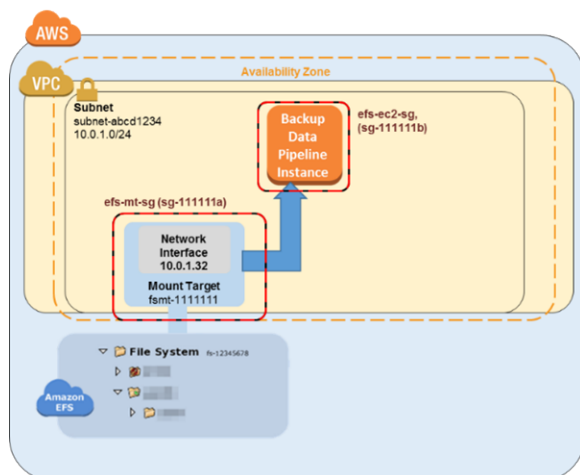 AWS
VPC
Availability Zone
Subnet
subnet-abcd1234
10.0.1.0/24
Backup
Data
Pipeline
Instance
efs-ec2-sg,
(sg-111111b)
efs-mt-sg (sg-111111a)
Network
Interface
10.0.1.32
Mount Target
fsmt-1111111
File System fs-12345678
Amazon
EFS